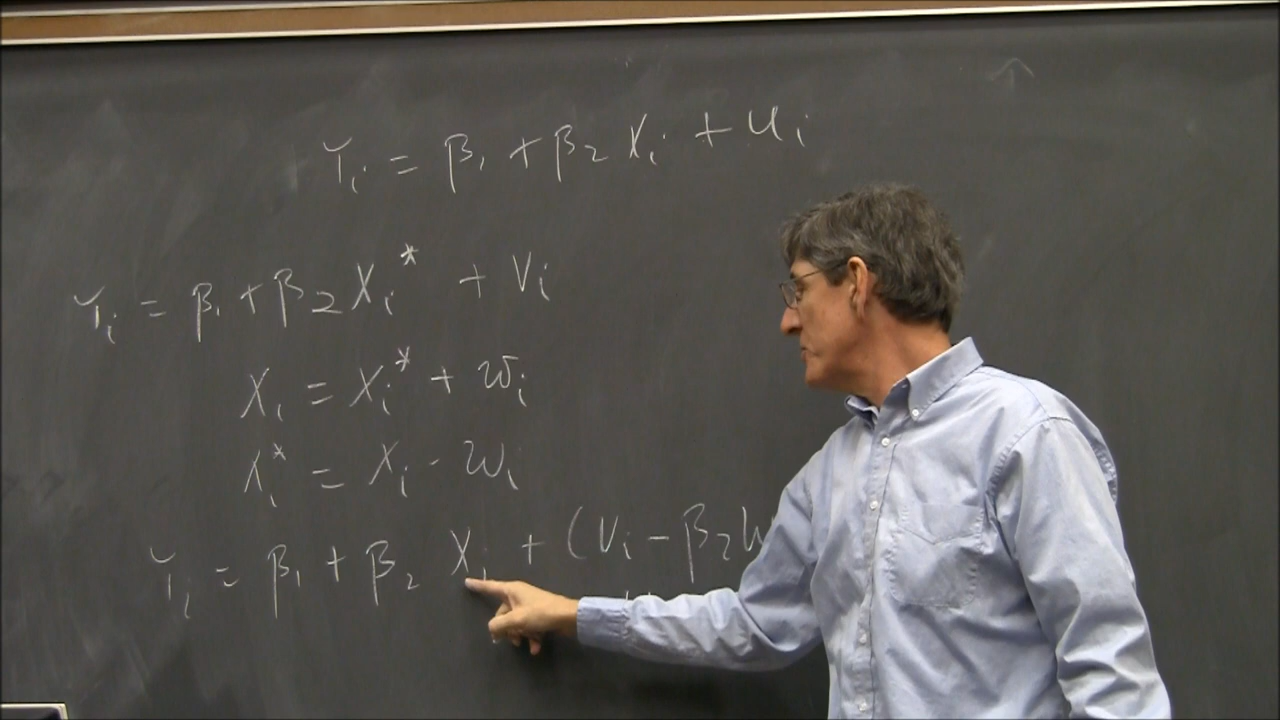 Yᵢ = β₁ + β₂ Xᵢ + uᵢ
Yᵢ = β₁ + β₂ Xᵢ* + Vᵢ
Xᵢ = Xᵢ* + wᵢ
Xᵢ* = Xᵢ - wᵢ
Yᵢ = β₁ + β₂ Xᵢ + (Vᵢ - β₂ w